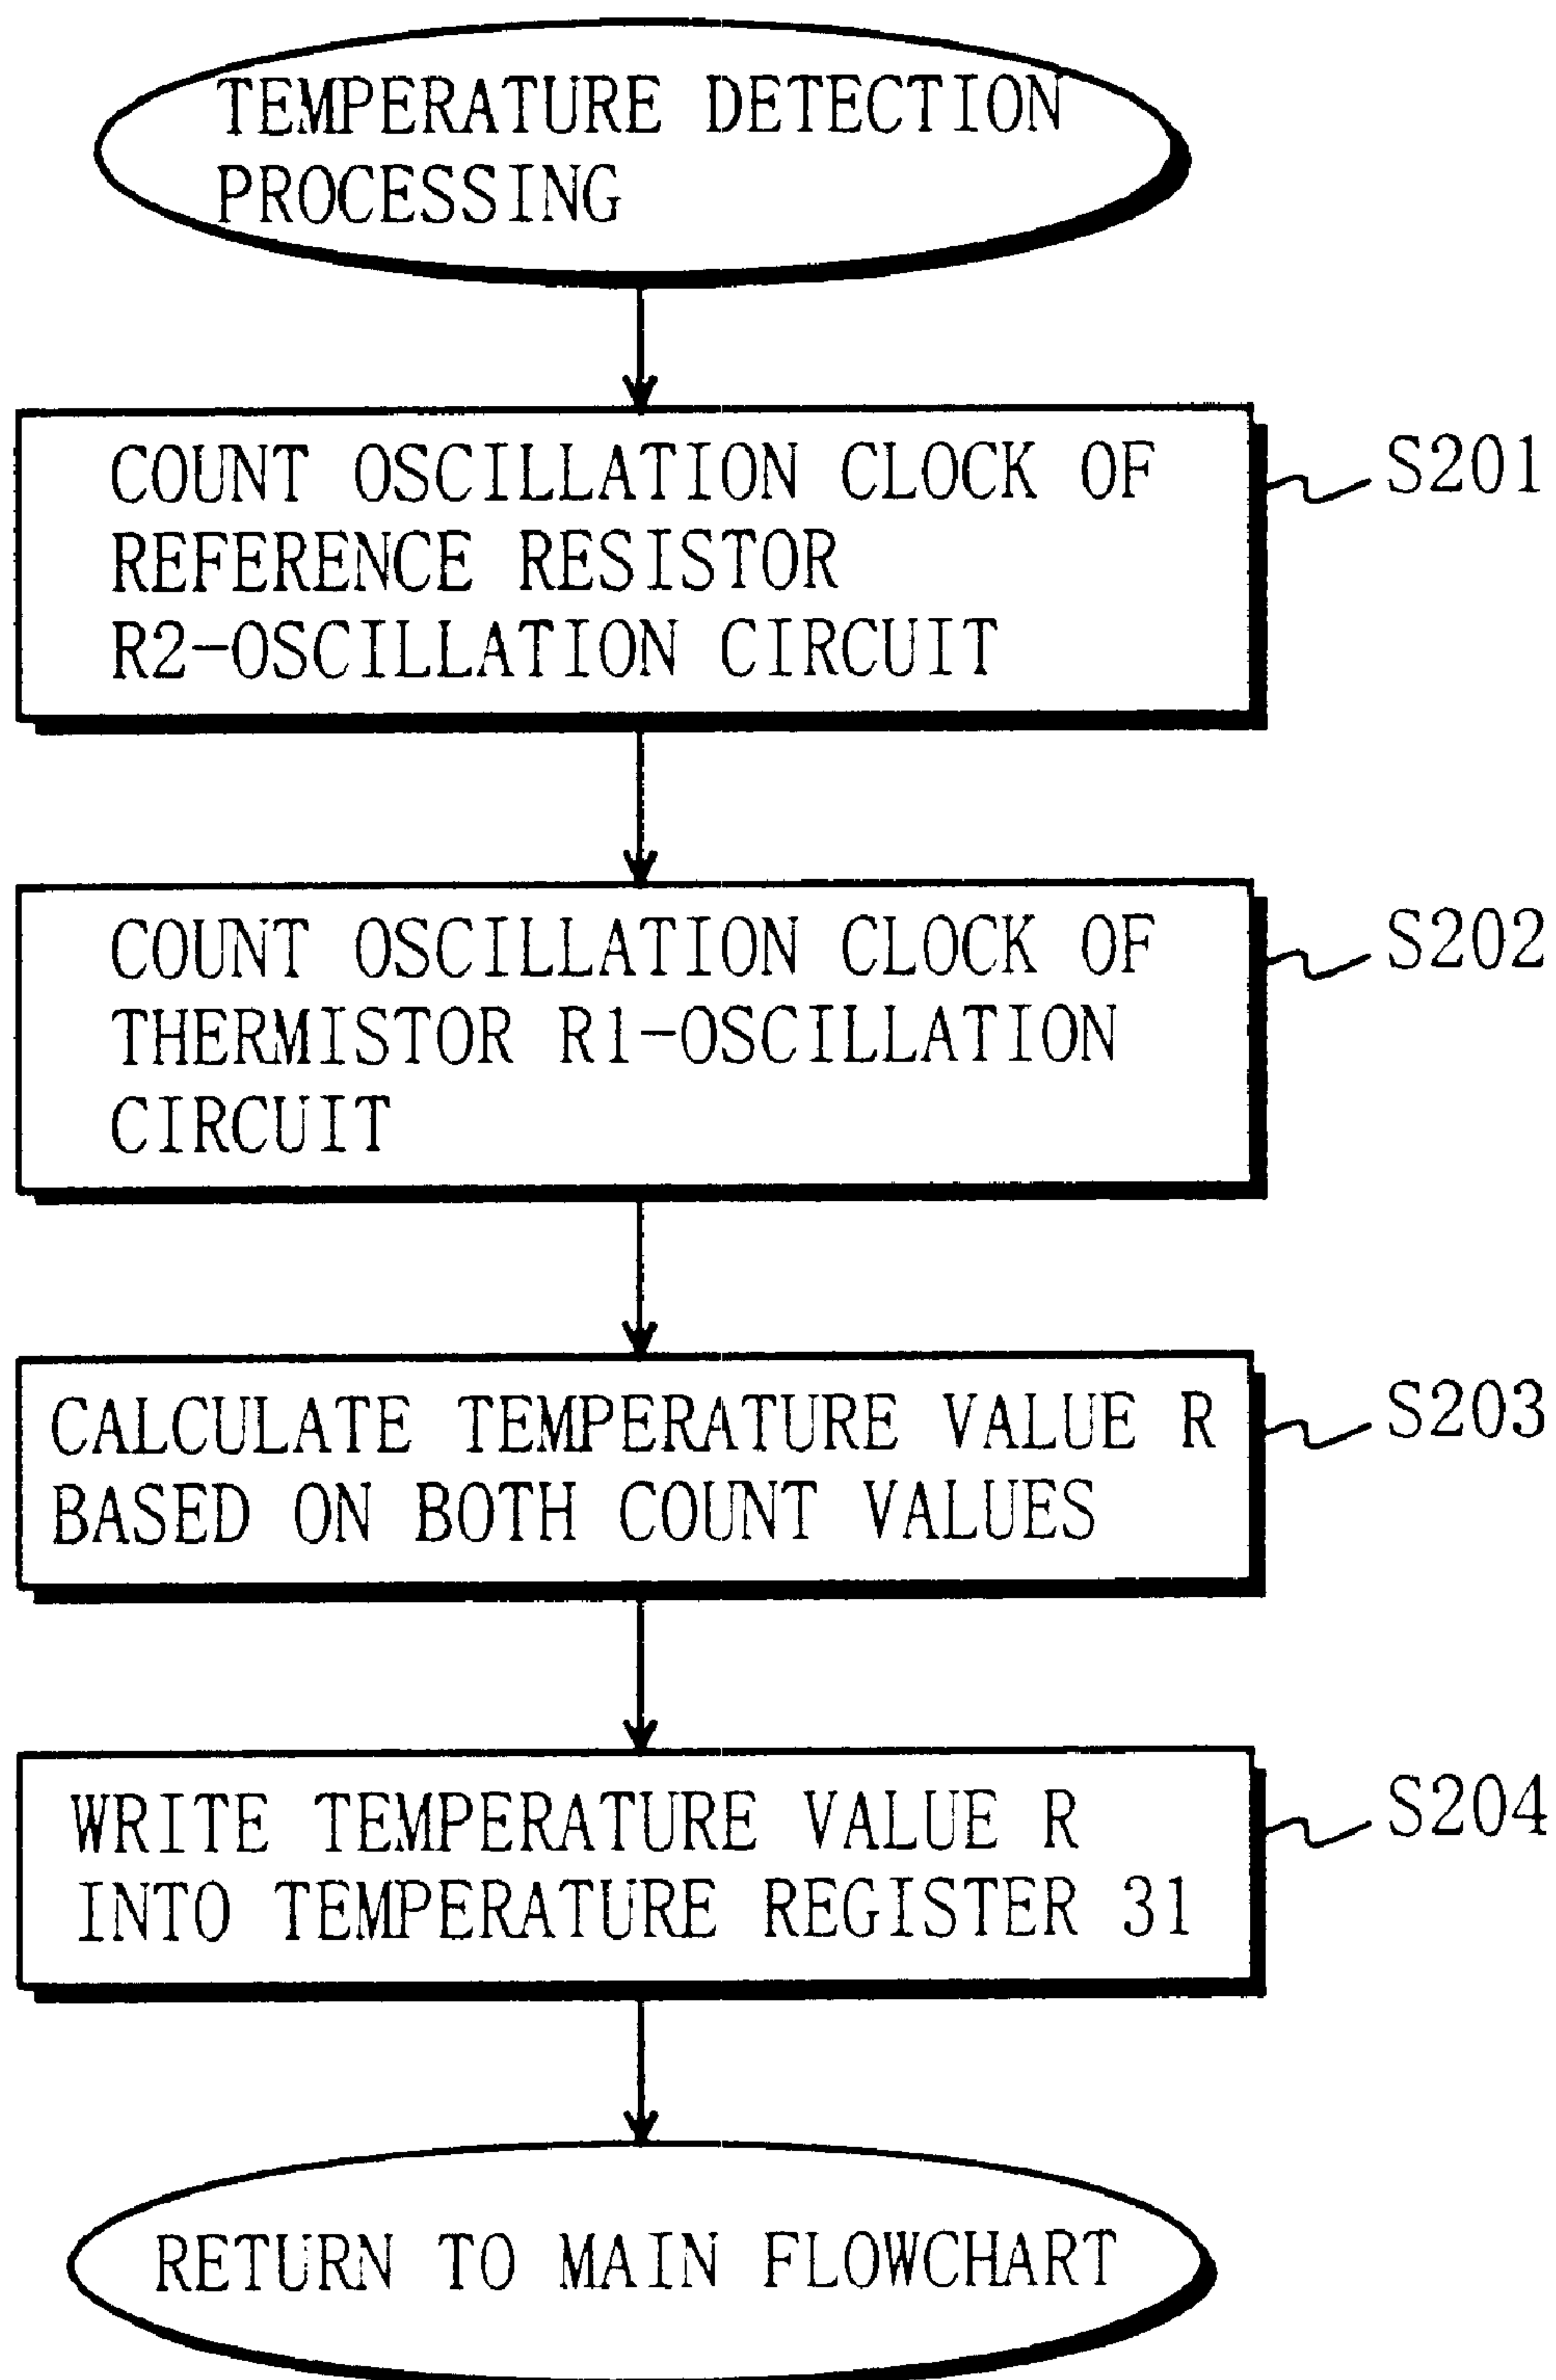 TEMPERATURE DETECTION
PROCESSING
COUNT OSCILLATION CLOCK OF
REFERENCE RESISTOR
R2-OSCILLATION CIRCUIT
S201
COUNT OSCILLATION CLOCK OF
THERMISTOR R1-OSCILLATION
CIRCUIT
S202
CALCULATE TEMPERATURE VALUE R
BASED ON BOTH COUNT VALUES
S203
WRITE TEMPERATURE VALUE R
INTO TEMPERATURE REGISTER 31
S204
RETURN TO MAIN FLOWCHART